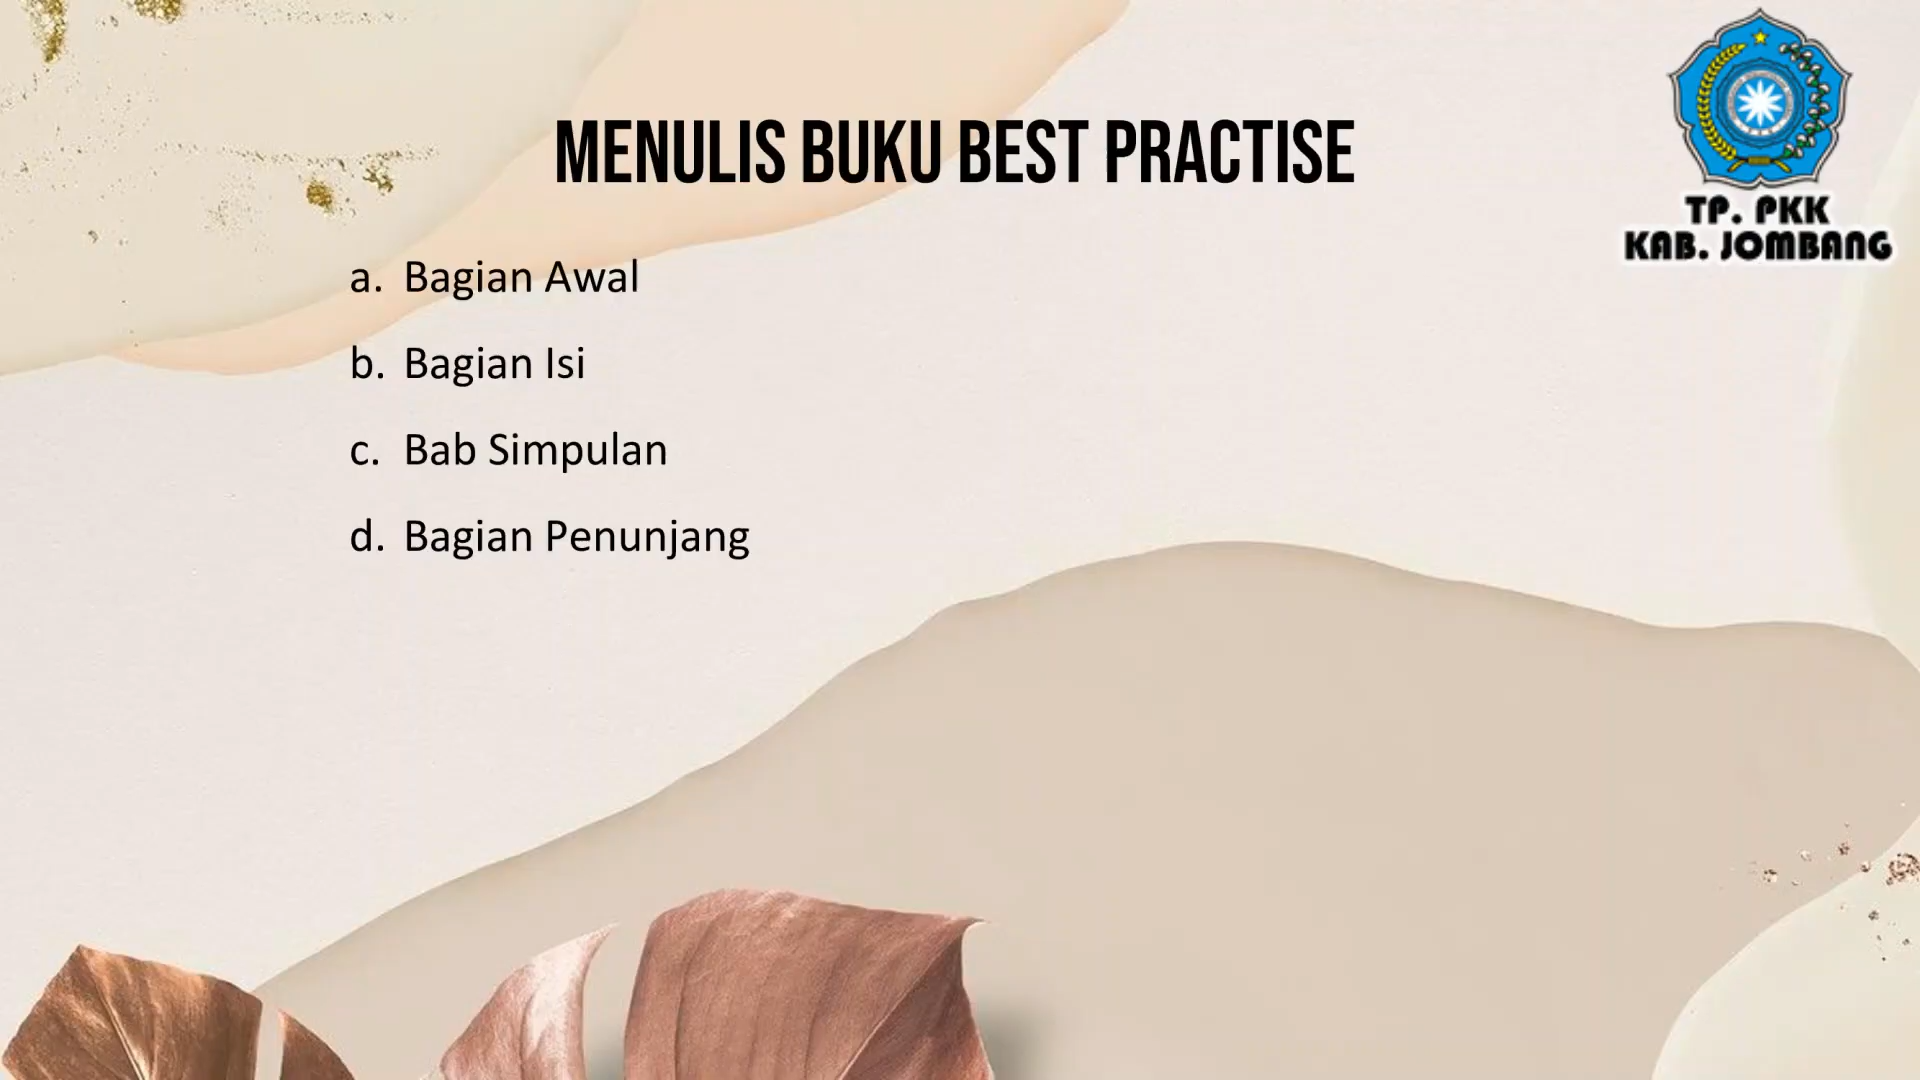 MENULIS BUKU BEST PRACTISE
TP. PKK
KAB. JOMBANG
a. Bagian Awal
b. Bagian Isi
c. Bab Simpulan
d. Bagian Penunjang